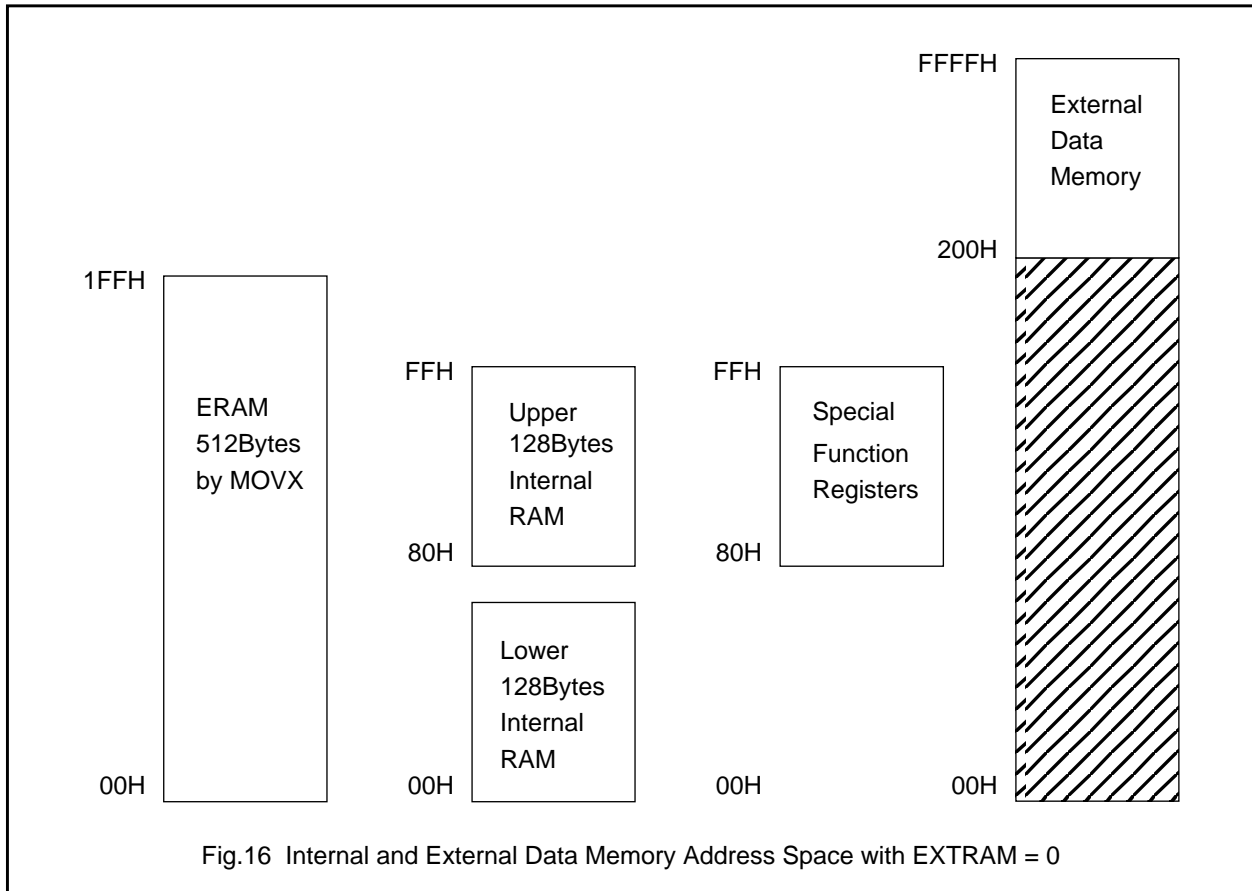 FFFFH
External
Data
Memory
200H
1FFH
ERAM
512Bytes
by MOVX
00H
FFH
Upper
128Bytes
Internal
RAM
80H
Lower
128Bytes
Internal
RAM
00H
FFH
Special
Function
Registers
80H
00H
00H
Fig.16 Internal and External Data Memory Address Space with EXTRAM = 0